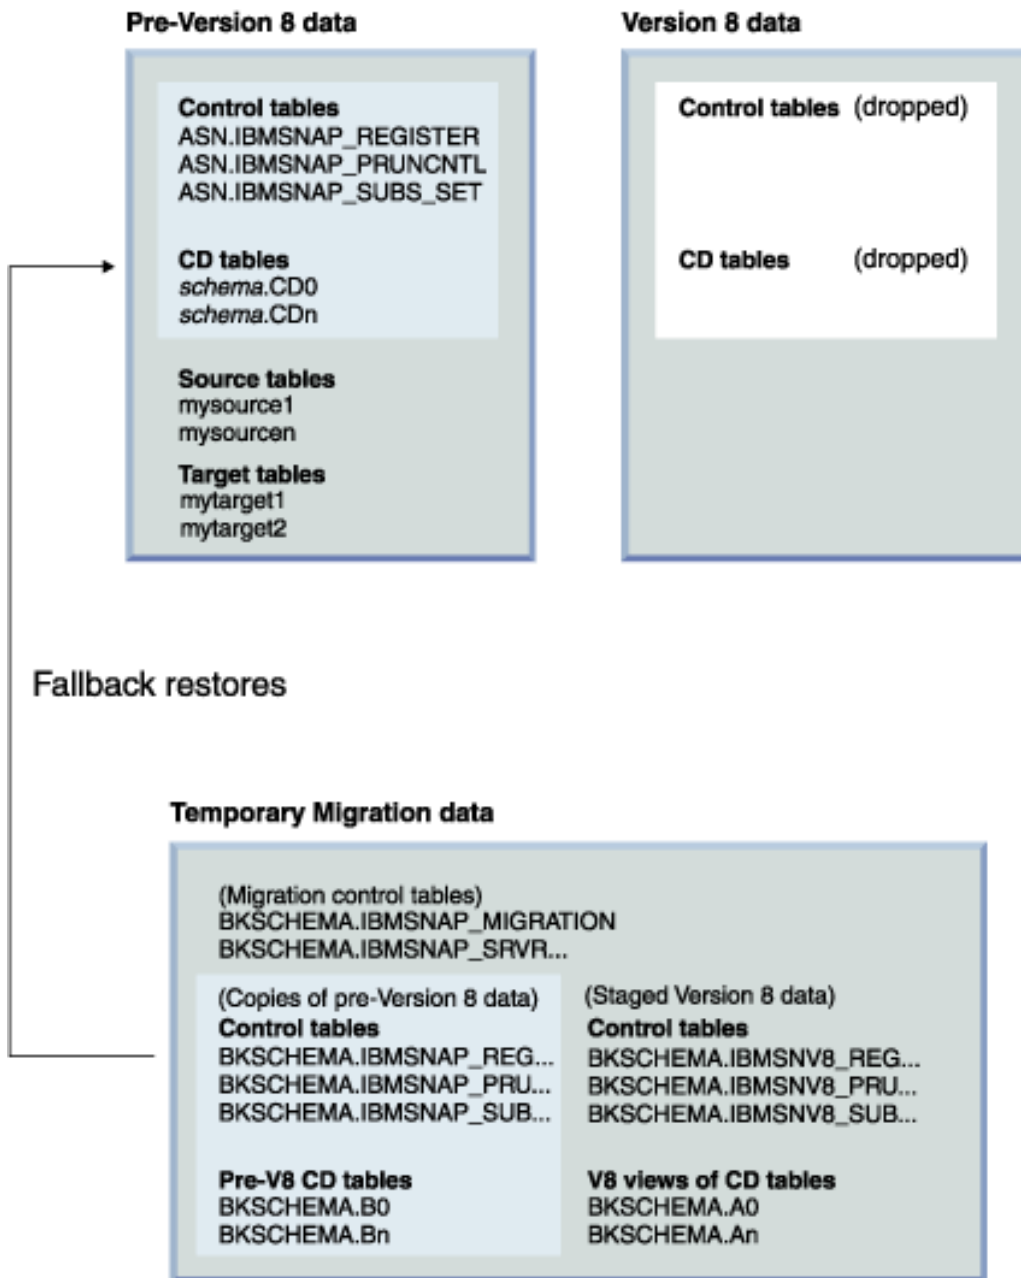 Pre-Version 8 data
Control tables
ASN.IBMSNAP_REGISTER
ASN.IBMSNAP_PRUNCNTL
ASN.IBMSNAP_SUBS_SET
CD tables
schema.CD0
schema.CDn
Source tables
mysource1
mysourcen
Target tables
mytarget1
mytarget2
Version 8 data
Control tables (dropped)
CD tables (dropped)
Fallback restores
Temporary Migration data
(Migration control tables)
BKSCHEMA.IBMSNAP_MIGRATION
BKSCHEMA.IBMSNAP_SRVR...
(Copies of pre-Version 8 data)
Control tables
BKSCHEMA.IBMSNAP_REG...
BKSCHEMA.IBMSNAP_PRU...
BKSCHEMA.IBMSNAP_SUB...
Pre-V8 CD tables
BKSCHEMA.B0
BKSCHEMA.Bn
(Staged Version 8 data)
Control tables
BKSCHEMA.IBMSNV8_REG...
BKSCHEMA.IBMSNV8_PRU...
BKSCHEMA.IBMSNV8_SUB...
V8 views of CD tables
BKSCHEMA.A0
BKSCHEMA.An